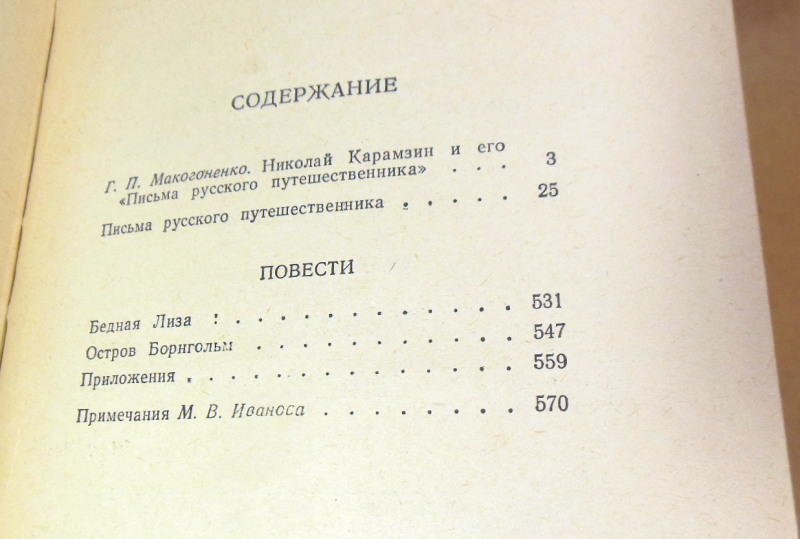 СОДЕРЖАНИЕ
Г. П. Макогоненко. Николай Карамзин и его
«Письма русского путешественника» . . . 3
Письма русского путешественника . . . . . 25
ПОВЕСТИ
Бедная Лиза . . . . . . . . . . . . . 531
Остров Борнгольм . . . . . . . . . . . 547
Приложения . . . . . . . . . . . . . . 559
Примечания М. В. Иванова . . . . . . . . 570